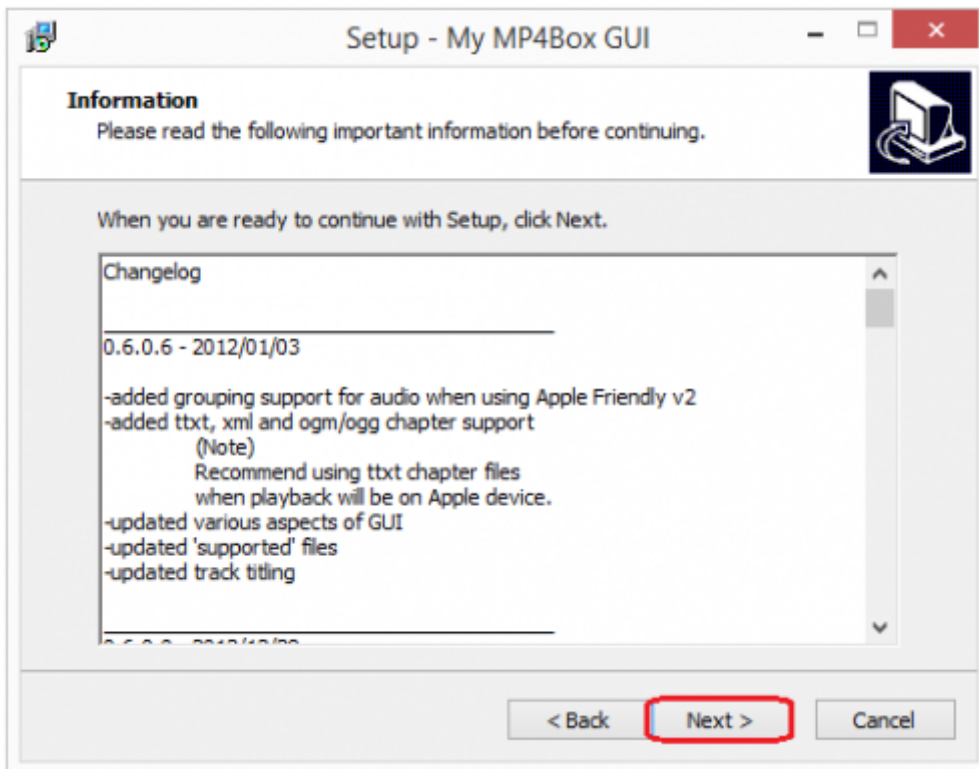 Setup - My MP4Box GUI
Information
Please read the following important information before continuing.
When you are ready to continue with Setup, click Next.
Changelog
0.6.0.6 - 2012/01/03
-added grouping support for audio when using Apple Friendly v2
-added ttxt, xml and ogm/ogg chapter support
(Note)
Recommend using ttxt chapter files
when playback will be on Apple device.
-updated various aspects of GUI
-updated 'supported' files
-updated track titling
< Back
Next >
Cancel